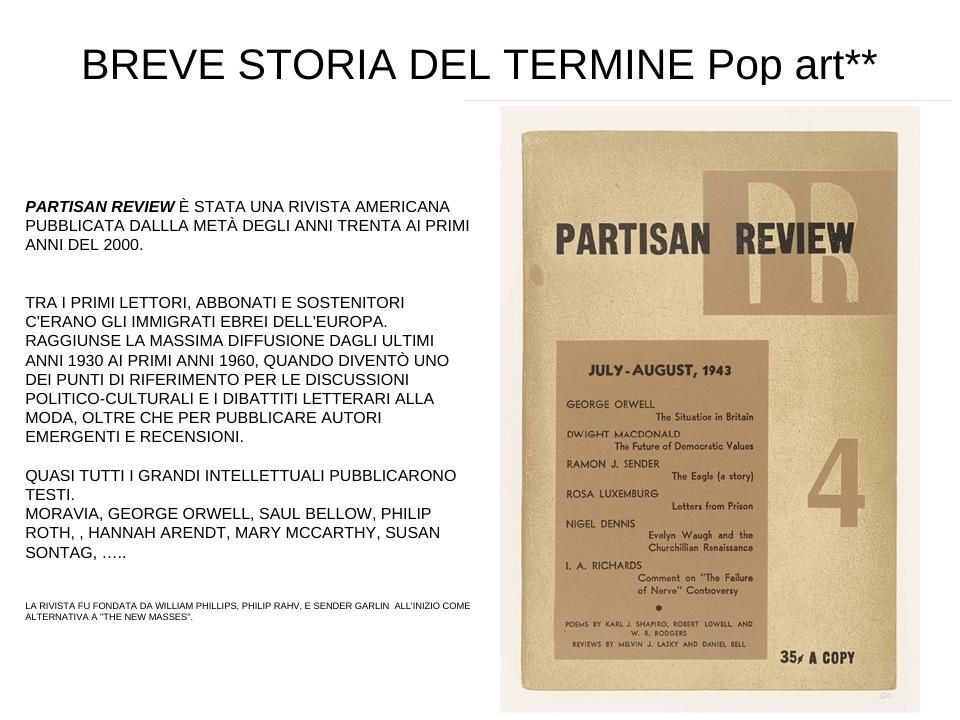 BREVE STORIA DEL TERMINE Pop art**
PARTISAN REVIEW È STATA UNA RIVISTA AMERICANA
PUBBLICATA DALLLA METÀ DEGLI ANNI TRENTA AI PRIMI
ANNI DEL 2000.
TRA I PRIMI LETTORI, ABBONATI E SOSTENITORI
C'ERANO GLI IMMIGRATI EBREI DELL'EUROPA.
RAGGIUNSE LA MASSIMA DIFFUSIONE DAGLI ULTIMI
ANNI 1930 AI PRIMI ANNI 1960, QUANDO DIVENTÒ UNO
DEI PUNTI DI RIFERIMENTO PER LE DISCUSSIONI
POLITICO-CULTURALI E I DIBATTITI LETTERARI ALLA
MODA, OLTRE CHE PER PUBBLICARE AUTORI
EMERGENTI E RECENSIONI.
QUASI TUTTI I GRANDI INTELLETTUALI PUBBLICARONO
TESTI.
MORAVIA, GEORGE ORWELL, SAUL BELLOW, PHILIP
ROTH, , HANNAH ARENDT, MARY MCCARTHY, SUSAN
SONTAG, …..
LA RIVISTA FU FONDATA DA WILLIAM PHILLIPS, PHILIP RAHV, E SENDER GARLIN  ALL'INIZIO COME
ALTERNATIVA A "THE NEW MASSES".
PR
PARTISAN REVIEW
JULY-AUGUST, 1943
GEORGE ORWELL
The Situation in Britain
DWIGHT MACDONALD
The Future of Democratic Values
RAMON J. SENDER
The Eagle (a story)
ROSA LUXEMBURG
Letters from Prison
NIGEL DENNIS
Evelyn Waugh and the
Churchillian Renaissance
I. A. RICHARDS
Comment on "The Failure
of Nerve" Controversy
POEMS BY KARL J. SHAPIRO, ROBERT LOWELL, AND
W. R. RODGERS
REVIEWS BY MELVIN J. LASKY AND DANIEL BELL
4
35¢ A COPY